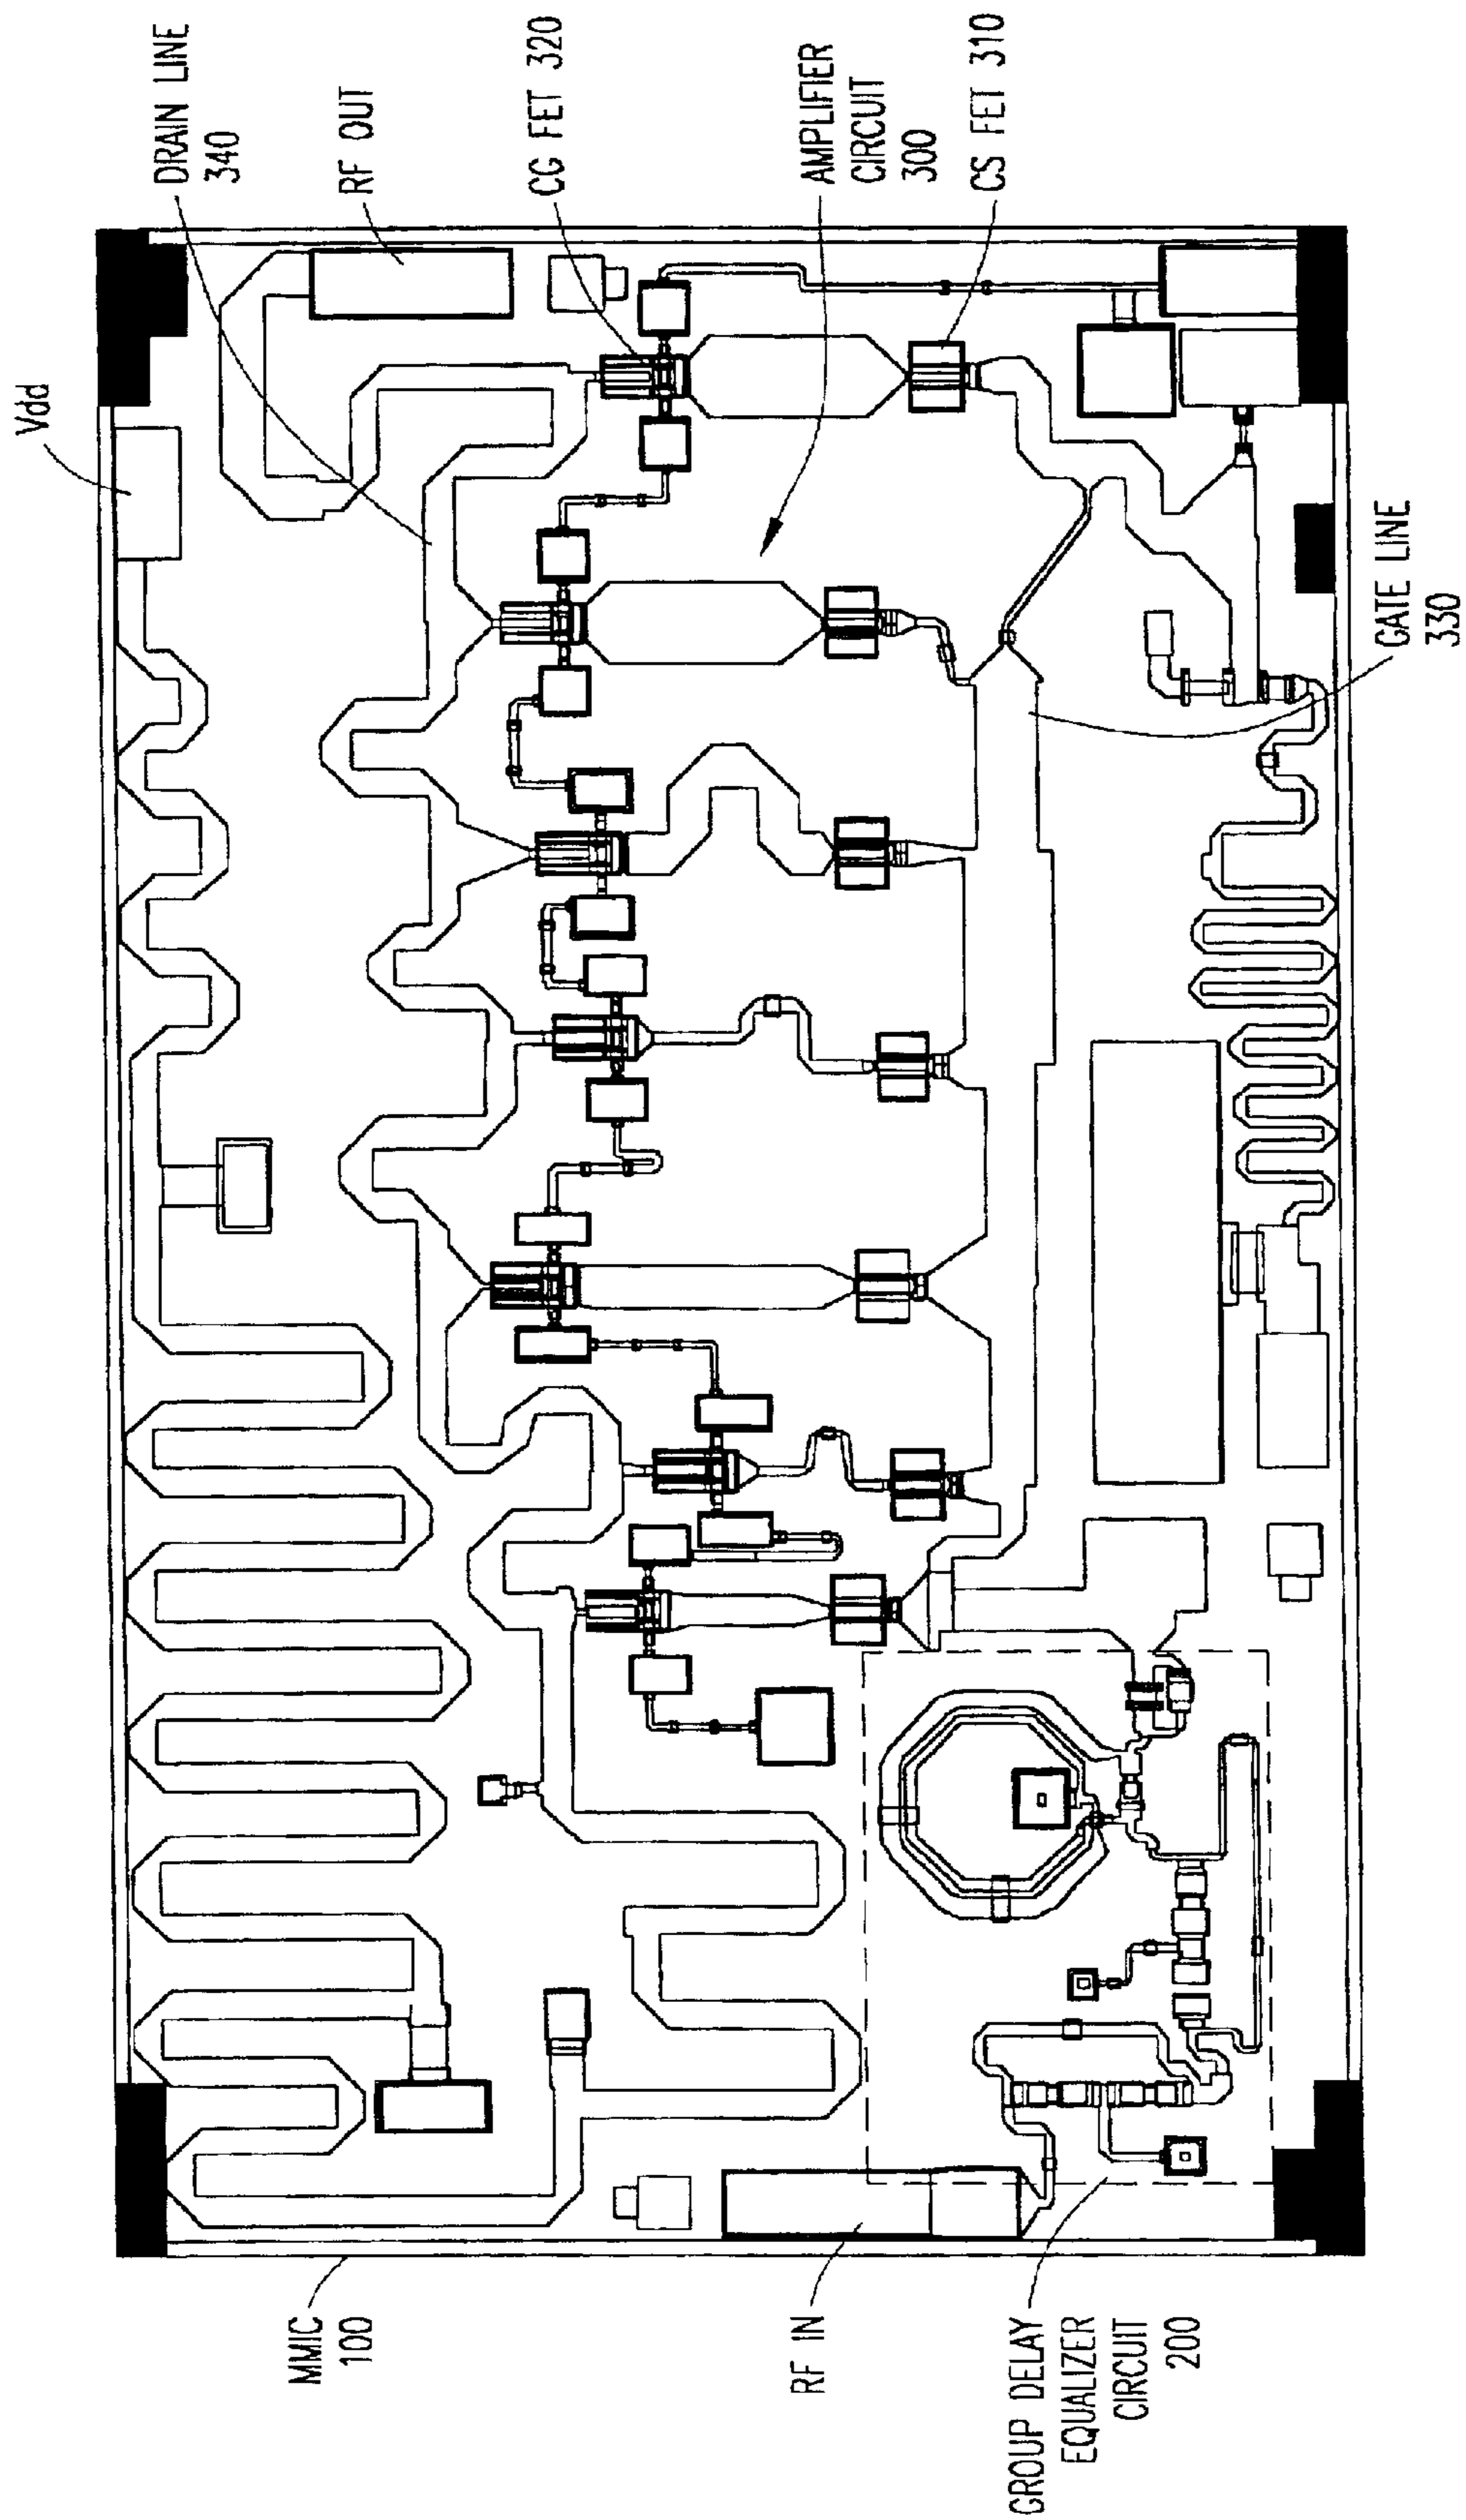 Vdd
DRAIN LINE
340
RF OUT
CG FET 320
AMPLIFIER
CIRCUIT
300
CS FET 310
GATE LINE
330
MMIC
100
RF IN
GROUP DELAY
EQUALIZER
CIRCUIT
200